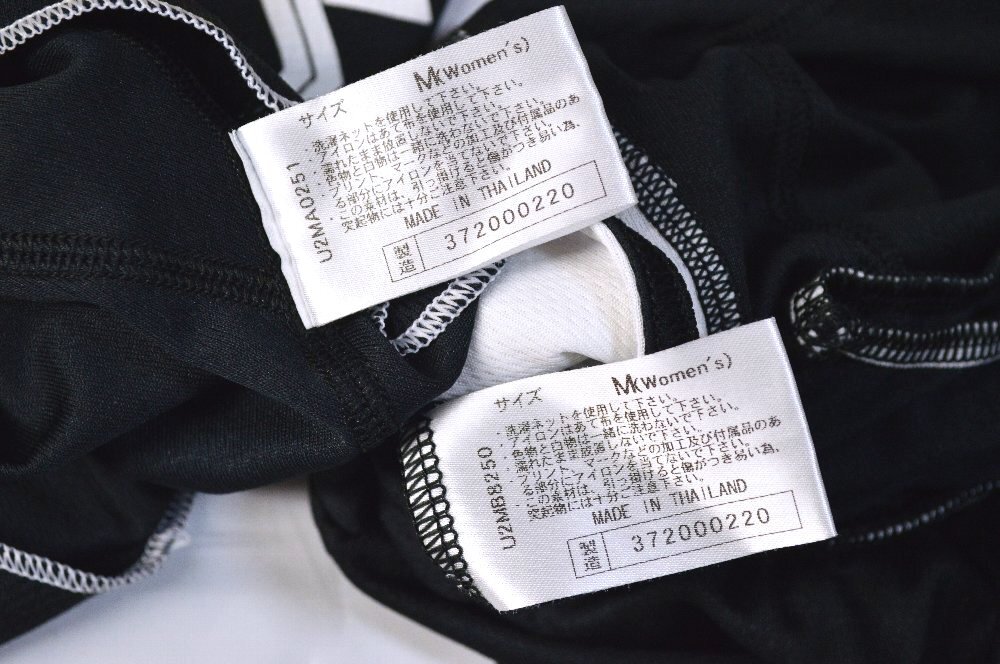 サイズ
Women's)
・洗濯ネットを使用して下さい。
・アイロンはあて布を使用して下さい。
・濡れたまま放置しないで下さい。
・色物と白物は一緒に洗わないで下さい。
・プリント、マークなどの加工及び付属品のあ
る部分にアイロンを当てないで下さい。
・この素材は、引っ掛けると傷がつき易い為、
突起物には十分ご注意下さい。
MADE IN THAILAND
製造 372000220
U2MA0251
サイズ
Women's)
・洗濯ネットを使用して下さい。
・アイロンはあて布を使用して下さい。
・色物と白物は一緒に洗わないで下さい。
・濡れたまま放置しないで下さい。
・プリント、マークなどの加工及び付属品のあ
る部分にアイロンを当てないで下さい。
・この素材は、引っ掛けると傷がつき易い為、
突起物には十分ご注意下さい。
MADE IN THAILAND
製造 372000220
U2MB8250